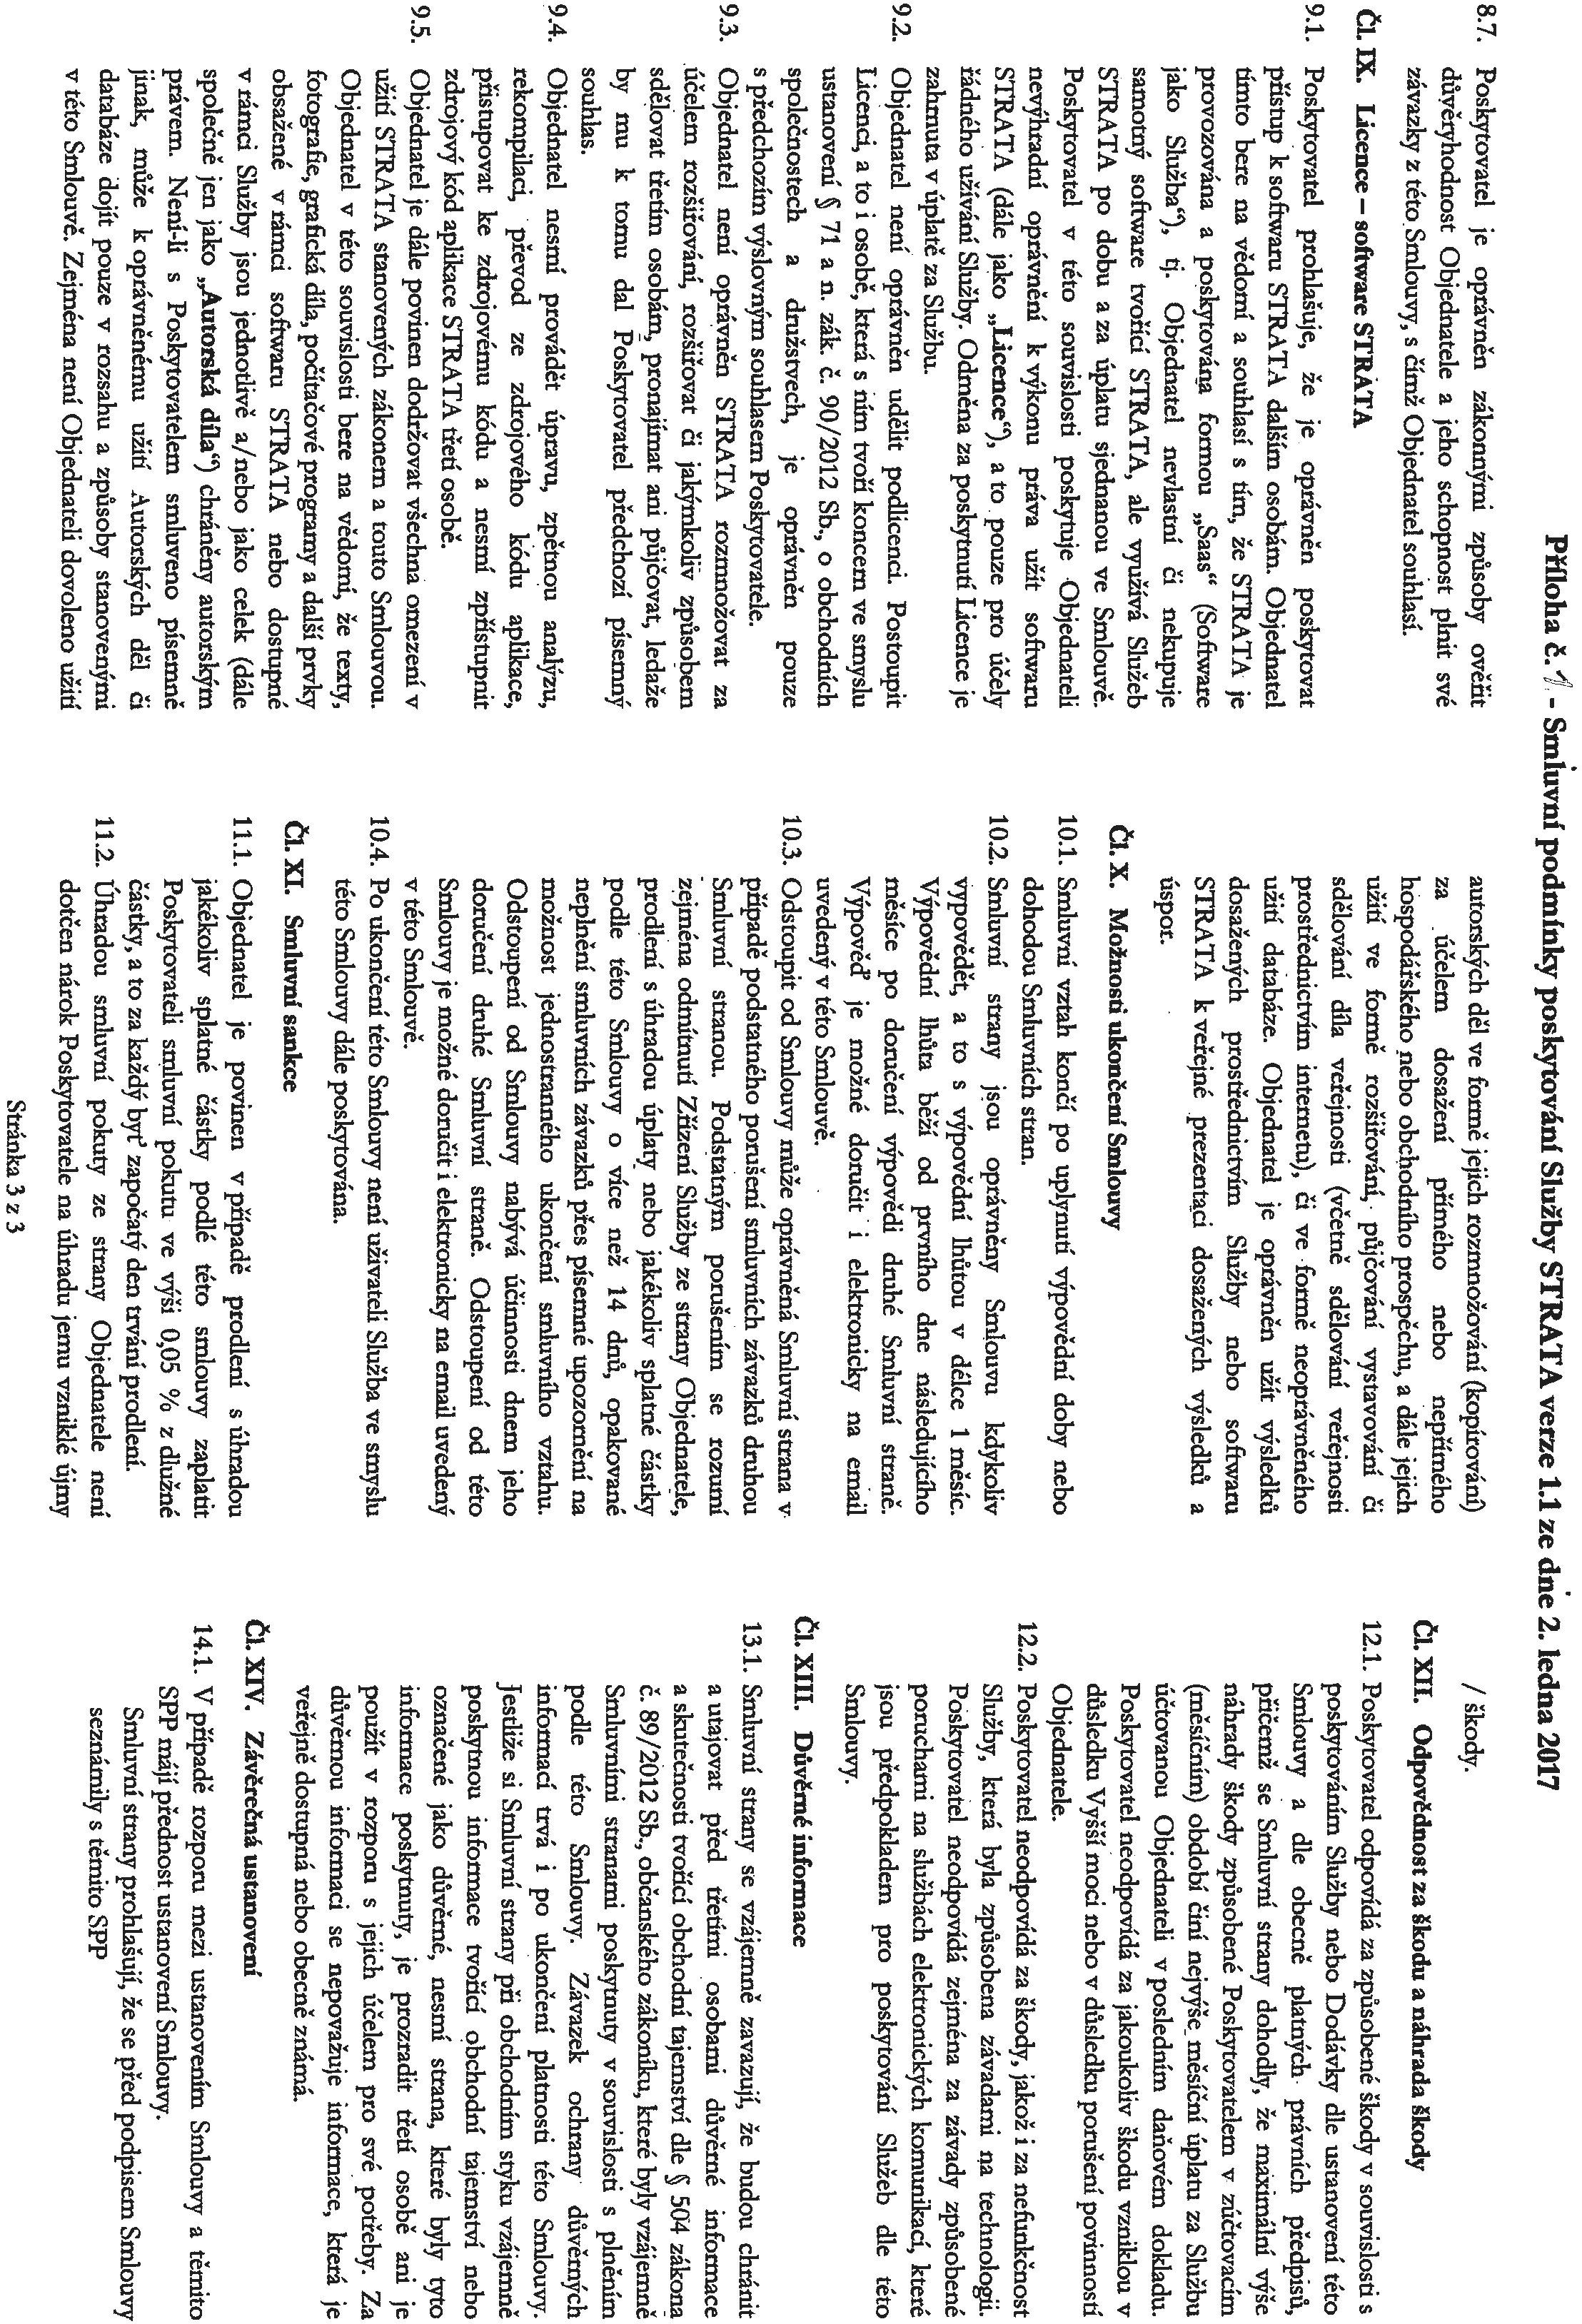 Příloha č. 1 - Smluvní podmínky poskytování Služby STRATA verze 1.1 ze dne 2. ledna 2017
8.7. Poskytovatel je oprávněn zákonnými způsoby ověřit
důvěryhodnost Objednatele a jeho schopnost plnit své
závazky z této Smlouvy, s čímž Objednatel souhlasí.
Čl. IX. Licence – software STRATA
9.1. Poskytovatel prohlašuje, že je oprávněn poskytovat
přístup k softwaru STRATA dalším osobám. Objednatel
tímto bere na vědomí a souhlasí s tím, že STRATA je
provozována a poskytována formou „Saas“ (Software
jako Služba“), tj. Objednatel nevlastní či nekupuje
samotný software tvořící STRATA, ale využívá Služeb
STRATA po dobu a za úplatu sjednanou ve Smlouvě.
Poskytovatel v této souvislosti poskytuje Objednateli
nevýhradní oprávnění k výkonu práva užít softwaru
STRATA (dále jako „Licence“), a to pouze pro účely
řádného užívání Služby. Odměna za poskytnutí Licence je
zahrnuta v úplatě za Službu.
9.2. Objednatel není oprávněn udělit podlicenci. Postoupit
Licenci, a to i osobě, která s ním tvoří koncern ve smyslu
ustanovení § 71 a n. zák. č. 90/2012 Sb., o obchodních
společnostech a družstvech, je oprávněn pouze
s předchozím výslovným souhlasem Poskytovatele.
9.3. Objednatel není oprávněn STRATA rozmnožovat za
účelem rozšiřování, rozšiřovat či jakýmkoliv způsobem
sdělovat třetím osobám, pronajímat ani půjčovat, ledaže
by mu k tomu dal Poskytovatel předchozí písemný
souhlas.
9.4. Objednatel nesmí provádět úpravu, zpětnou analýzu,
rekompilaci, převod ze zdrojového kódu aplikace,
přistupovat ke zdrojovému kódu a nesmí zpřístupnit
zdrojový kód aplikace STRATA třetí osobě.
9.5. Objednatel je dále povinen dodržovat všechna omezení v
užití STRATA stanovených zákonem a touto Smlouvou.
Objednatel v této souvislosti bere na vědomí, že texty,
fotografie, grafická díla, počítačové programy a další prvky
obsažené v rámci softwaru STRATA nebo dostupné
v rámci Služby jsou jednotlivě a/nebo jako celek (dále
společně jen jako „Autorská díla“) chráněny autorským
právem. Není-li s Poskytovatelem smluveno písemně
jinak, může k oprávněnému užití Autorských děl či
databáze dojít pouze v rozsahu a způsoby stanovenými
v této Smlouvě. Zejména není Objednateli dovoleno užití
autorských děl ve formě jejich rozmnožování (kopírování)
za účelem dosažení přímého nebo nepřímého
hospodářského nebo obchodního prospěchu, a dále jejich
užití ve formě rozšiřování, půjčování vystavování či
sdělování díla veřejnosti (včetně sdělování veřejnosti
prostřednictvím internetu), či ve formě neoprávněného
užití databáze. Objednatel je oprávněn užít výsledků
dosažených prostřednictvím Služby nebo softwaru
STRATA k veřejné prezentaci dosažených výsledků a
úspor.
Čl. X. Možnosti ukončení Smlouvy
10.1. Smluvní vztah končí po uplynutí výpovědní doby nebo
dohodou Smluvních stran.
10.2. Smluvní strany jsou oprávněny Smlouvu kdykoliv
vypovědět, a to s výpovědní lhůtou v délce 1 měsíc.
Výpovědní lhůta běží od prvního dne následujícího
měsíce po doručení výpovědi druhé Smluvní straně.
Výpověď je možné doručit i elektronicky na email
uvedený v této Smlouvě.
10.3. Odstoupit od Smlouvy může oprávněná Smluvní strana v
případě podstatného porušení smluvních závazků druhou
Smluvní stranou. Podstatným porušením se rozumí
zejména odmítnutí Zřízení Služby ze strany Objednatele,
prodlení s úhradou úplaty nebo jakékoliv splatné částky
podle této Smlouvy o více než 14 dnů, opakované
neplnění smluvních závazků přes písemné upozornění na
možnost jednostranného ukončení smluvního vztahu.
Odstoupení od Smlouvy nabývá účinnosti dnem jeho
doručení druhé Smluvní straně. Odstoupení od této
Smlouvy je možné doručit i elektronicky na email uvedený
v této Smlouvě.
10.4. Po ukončení této Smlouvy není uživateli Služba ve smyslu
této Smlouvy dále poskytována.
Čl. XI. Smluvní sankce
11.1. Objednatel je povinen v případě prodlení s úhradou
jakékoliv splatné částky podlé této smlouvy zaplatit
Poskytovateli smluvní pokutu ve výši 0,05 % z dlužné
částky, a to za každý byť započatý den trvání prodlení.
11.2. Úhradou smluvní pokuty ze strany Objednatele není
dotčen nárok Poskytovatele na úhradu jemu vzniklé újmy
/ škody.
Čl. XII. Odpovědnost za škodu a náhrada škody
12.1. Poskytovatel odpovídá za způsobené škody v souvislosti s
poskytováním Služby nebo Dodávky dle ustanovení této
Smlouvy a dle obecně platných právních předpisů,
přičemž se Smluvní strany dohodly, že maximální výše
náhrady škody způsobené Poskytovatelem v zúčtovacím
(měsíčním) období činí nejvýše měsíční úplatu za Službu
účtovanou Objednateli v posledním daňovém dokladu.
Poskytovatel neodpovídá za jakoukoliv škodu vzniklou v
důsledku Vyšší moci nebo v důsledku porušení povinností
Objednatele.
12.2. Poskytovatel neodpovídá za škody, jakož i za nefunkčnost
Služby, která byla způsobena závadami na technologii.
Poskytovatel neodpovídá zejména za závady způsobené
poruchami na službách elektronických komunikací, které
jsou předpokladem pro poskytování Služeb dle této
Smlouvy.
Čl. XIII. Důvěrné informace
13.1. Smluvní strany se vzájemně zavazují, že budou chránit
a utajovat před třetími osobami důvěrné informace
a skutečnosti tvořící obchodní tajemství dle § 504 zákona
č. 89/2012 Sb., občanského zákoníku, které byly vzájemně
Smluvními stranami poskytnuty v souvislosti s plněním
podle této Smlouvy. Závazek ochrany důvěrných
informací trvá i po ukončení platnosti této Smlouvy.
Jestliže si Smluvní strany při obchodním styku vzájemně
poskytnou informace tvořící obchodní tajemství nebo
označené jako důvěrné, nesmí strana, které byly tyto
informace poskytnuty, je prozradit třetí osobě ani je
použít v rozporu s jejich účelem pro své potřeby. Za
důvěrnou informaci se nepovažuje informace, která je
veřejně dostupná nebo obecně známá.
Čl. XIV. Závěrečná ustanovení
14.1. V případě rozporu mezi ustanovením Smlouvy a těmito
SPP májí přednost ustanovení Smlouvy.
Smluvní strany prohlašují, že se před podpisem Smlouvy
seznámily s těmito SPP
Stránka 3 z 3